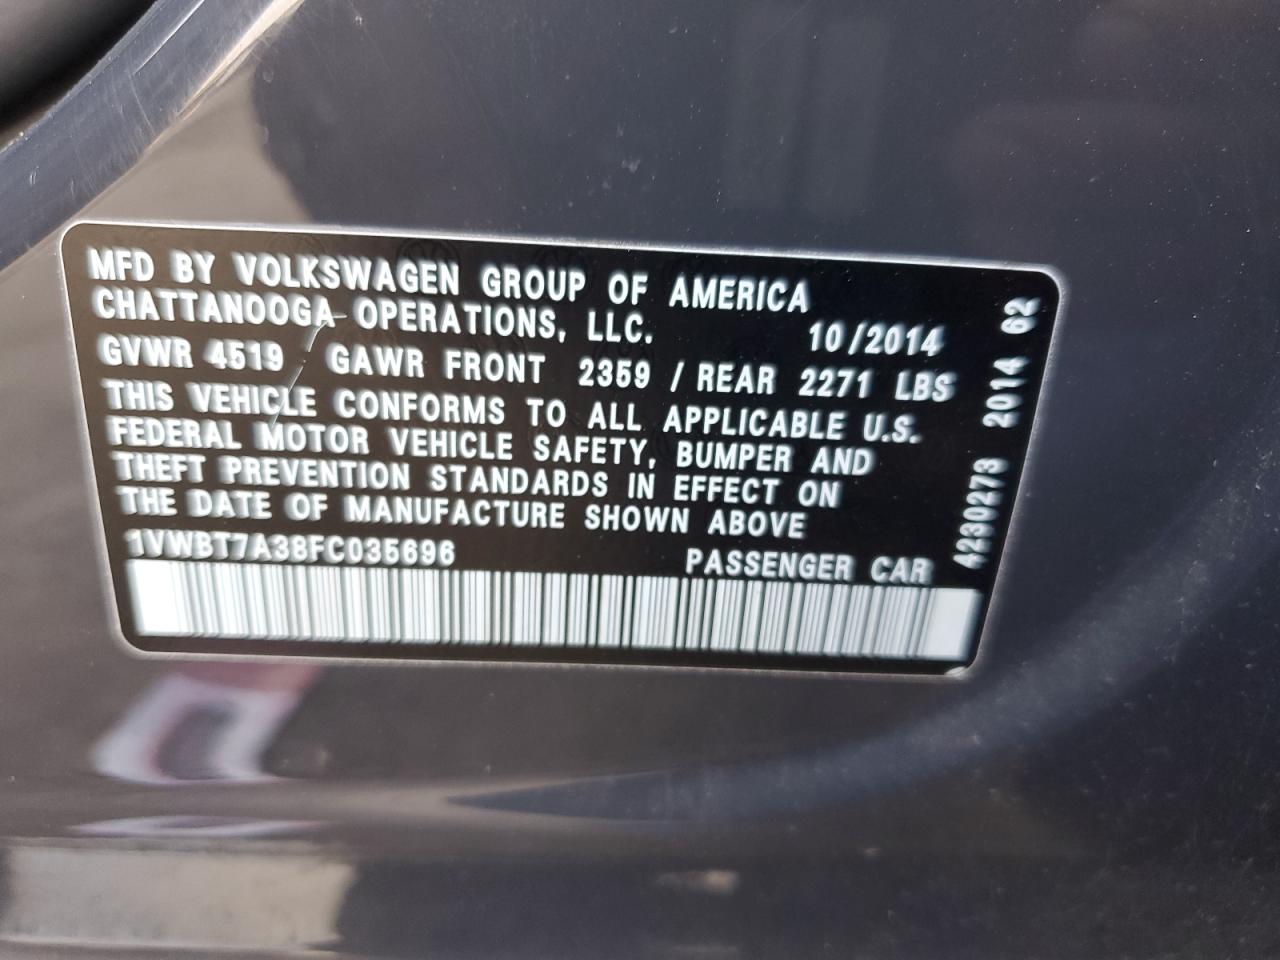 MFD BY VOLKSWAGEN GROUP OF AMERICA
CHATTANOOGA OPERATIONS, LLC. 10/2014
GVWR 4519 GAWR FRONT 2359 / REAR 2271 LBS
THIS VEHICLE CONFORMS TO ALL APPLICABLE U.S.
FEDERAL MOTOR VEHICLE SAFETY, BUMPER AND
THEFT PREVENTION STANDARDS IN EFFECT ON
THE DATE OF MANUFACTURE SHOWN ABOVE
1VWBT7A38FC035696 PASSENGER CAR
4230273 2014 62